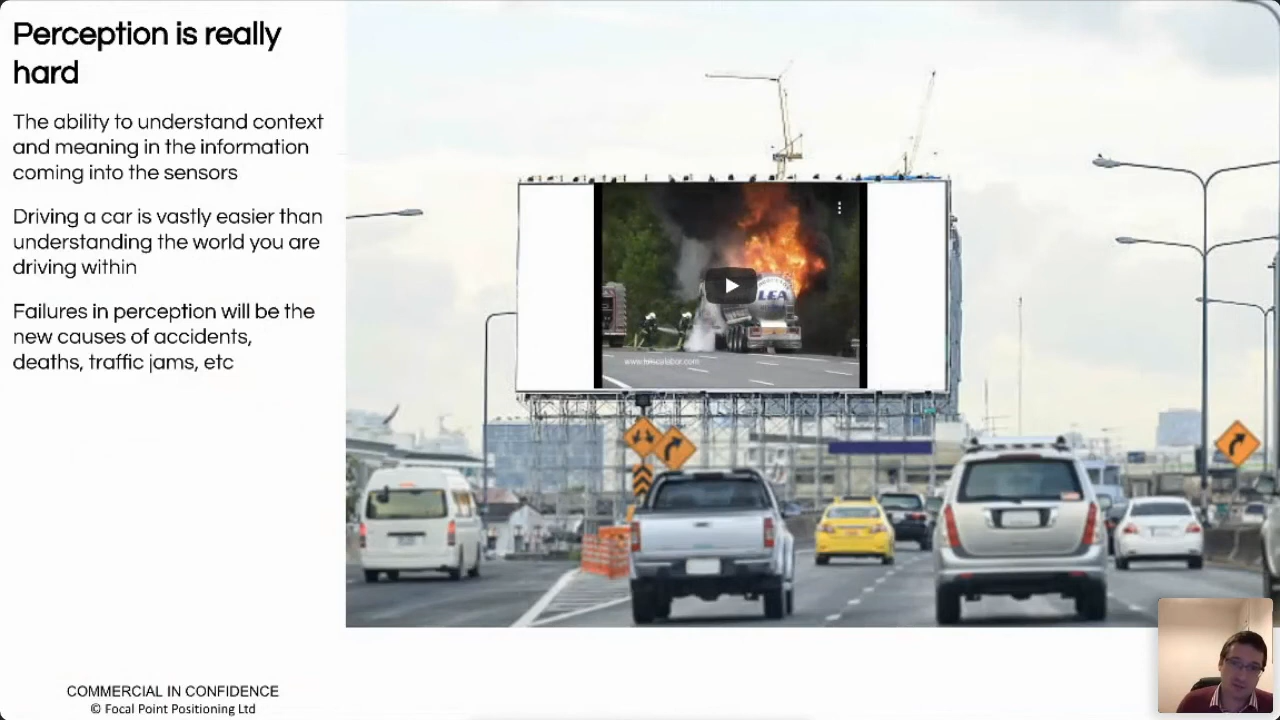 Perception is really
hard
The ability to understand context
and meaning in the information
coming into the sensors
Driving a car is vastly easier than
understanding the world you are
driving within
Failures in perception will be the
new causes of accidents,
deaths, traffic jams, etc
LEA
COMMERCIAL IN CONFIDENCE
© Focal Point Positioning Ltd